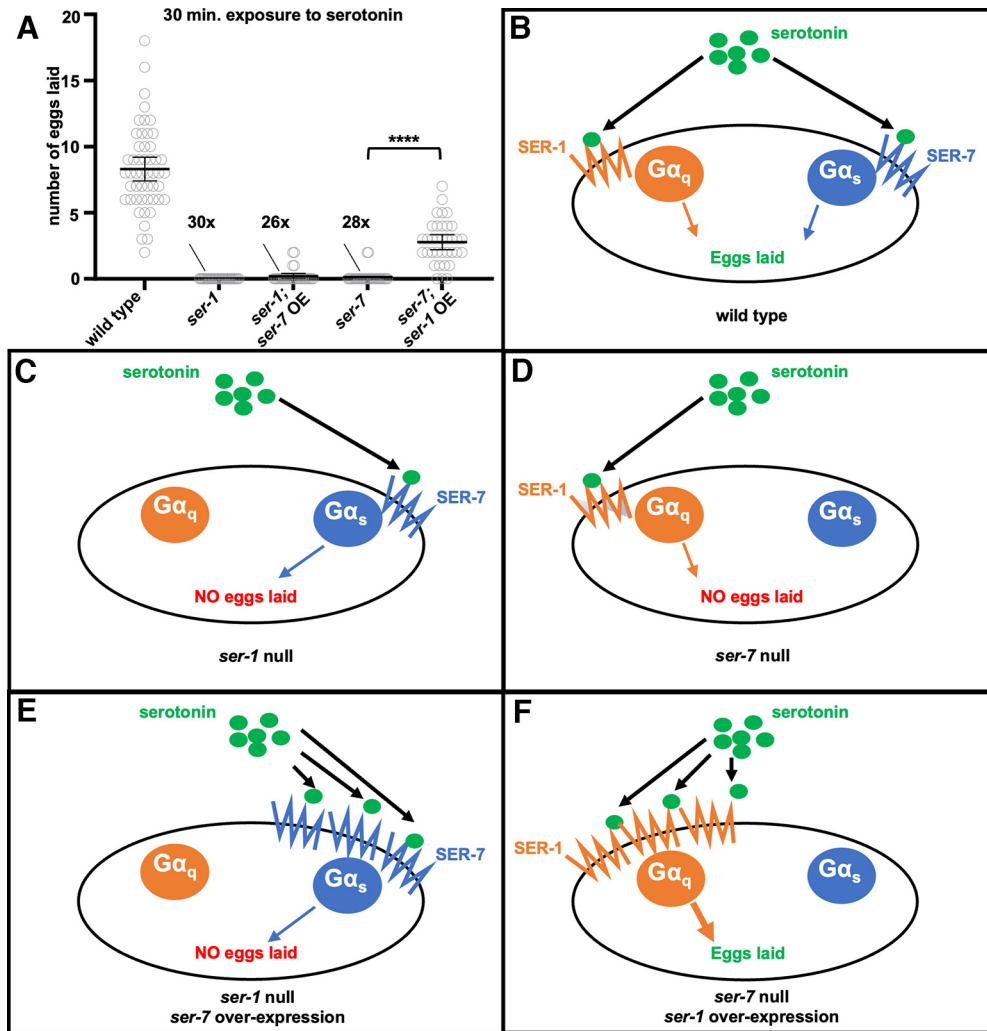 A
30 min. exposure to serotonin
number of eggs laid
20
15
10
5
0
****
30x
26x
28x
wild type
ser-1
ser-1;
ser-7 OE
ser-7
ser-7;
ser-1 OE
B
serotonin
SER-1
Gαq
Gαs
SER-7
Eggs laid
wild type
C
serotonin
Gαq
Gαs
SER-7
NO eggs laid
ser-1 null
D
serotonin
SER-1
Gαq
Gαs
NO eggs laid
ser-7 null
E
serotonin
SER-7
Gαq
Gαs
NO eggs laid
ser-1 null
ser-7 over-expression
F
serotonin
SER-1
Gαq
Gαs
Eggs laid
ser-7 null
ser-1 over-expression